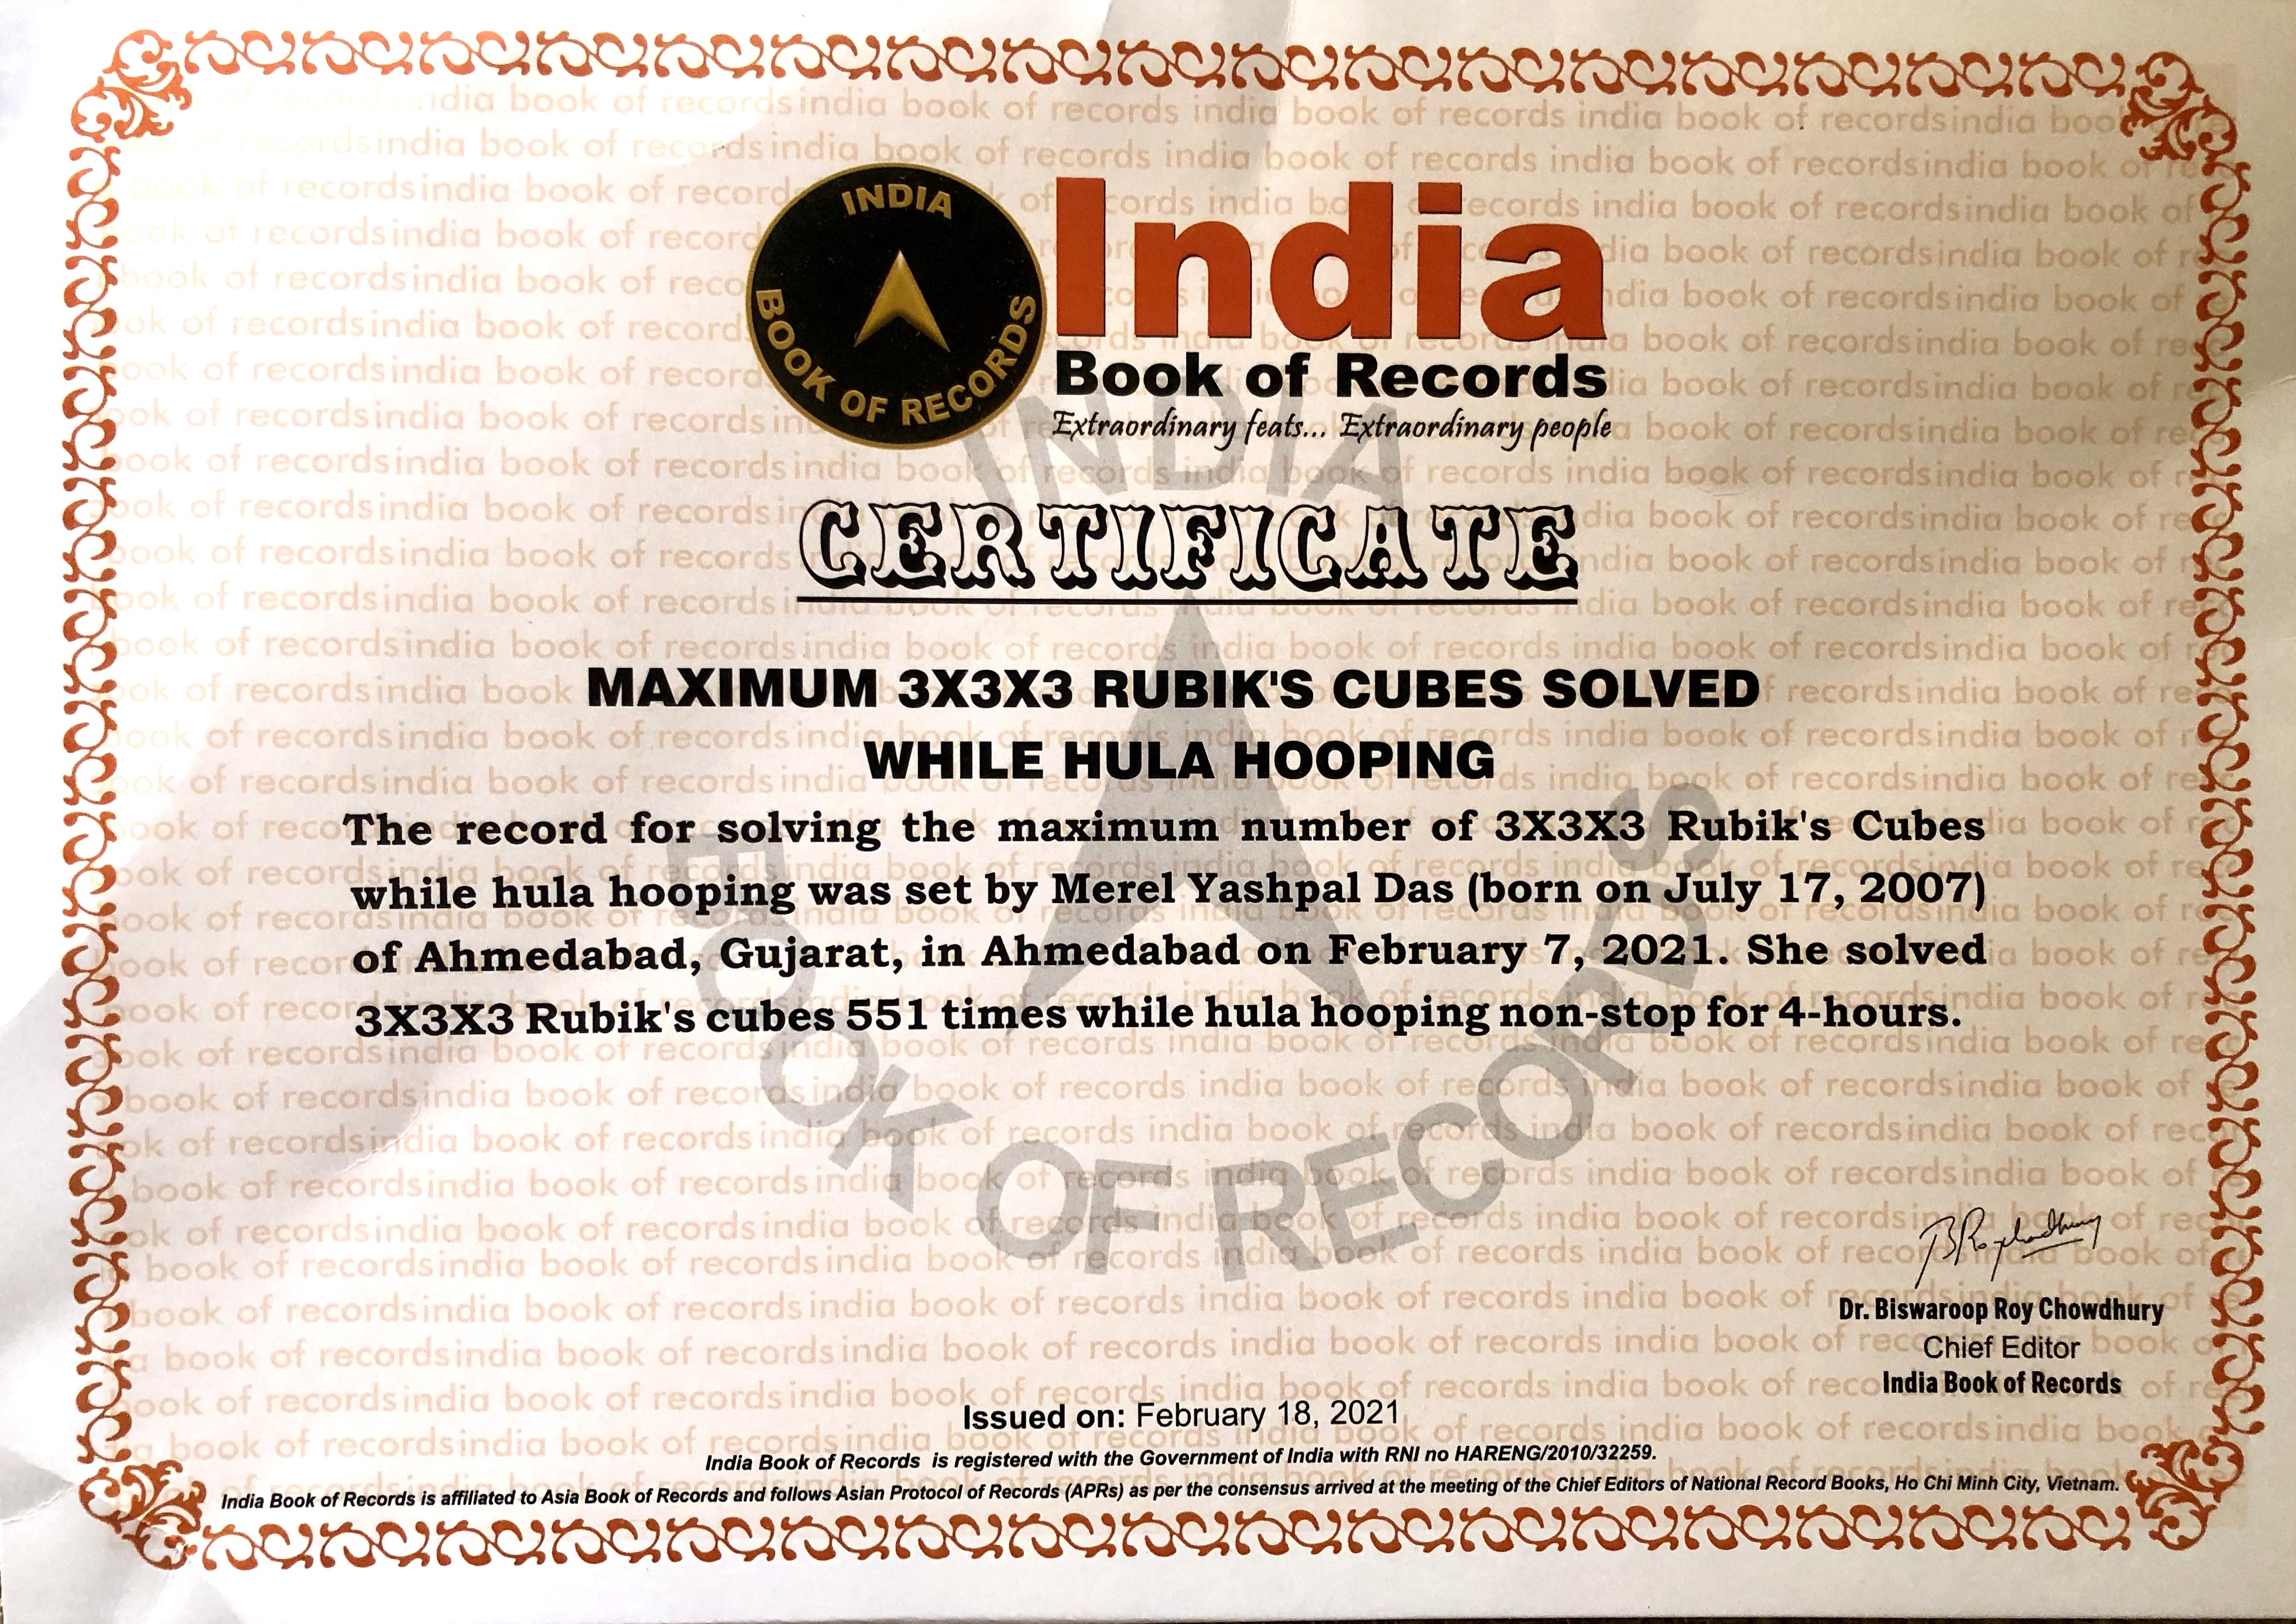 INDIA
BOOK OF RECORDS
India
Book of Records
Extraordinary feats... Extraordinary people
CERTIFICATE
MAXIMUM 3X3X3 RUBIK'S CUBES SOLVED
WHILE HULA HOOPING
The record for solving the maximum number of 3X3X3 Rubik's Cubes
while hula hooping was set by Merel Yashpal Das (born on July 17, 2007)
of Ahmedabad, Gujarat, in Ahmedabad on February 7, 2021. She solved
3X3X3 Rubik's cubes 551 times while hula hooping non-stop for 4-hours.
INDIA
BOOK OF RECORDS
Dr. Biswaroop Roy Chowdhury
Chief Editor
India Book of Records
Issued on: February 18, 2021
India Book of Records is registered with the Government of India with RNI no HARENG/2010/32259.
India Book of Records is affiliated to Asia Book of Records and follows Asian Protocol of Records (APRs) as per the consensus arrived at the meeting of the Chief Editors of National Record Books, Ho Chi Minh City, Vietnam.